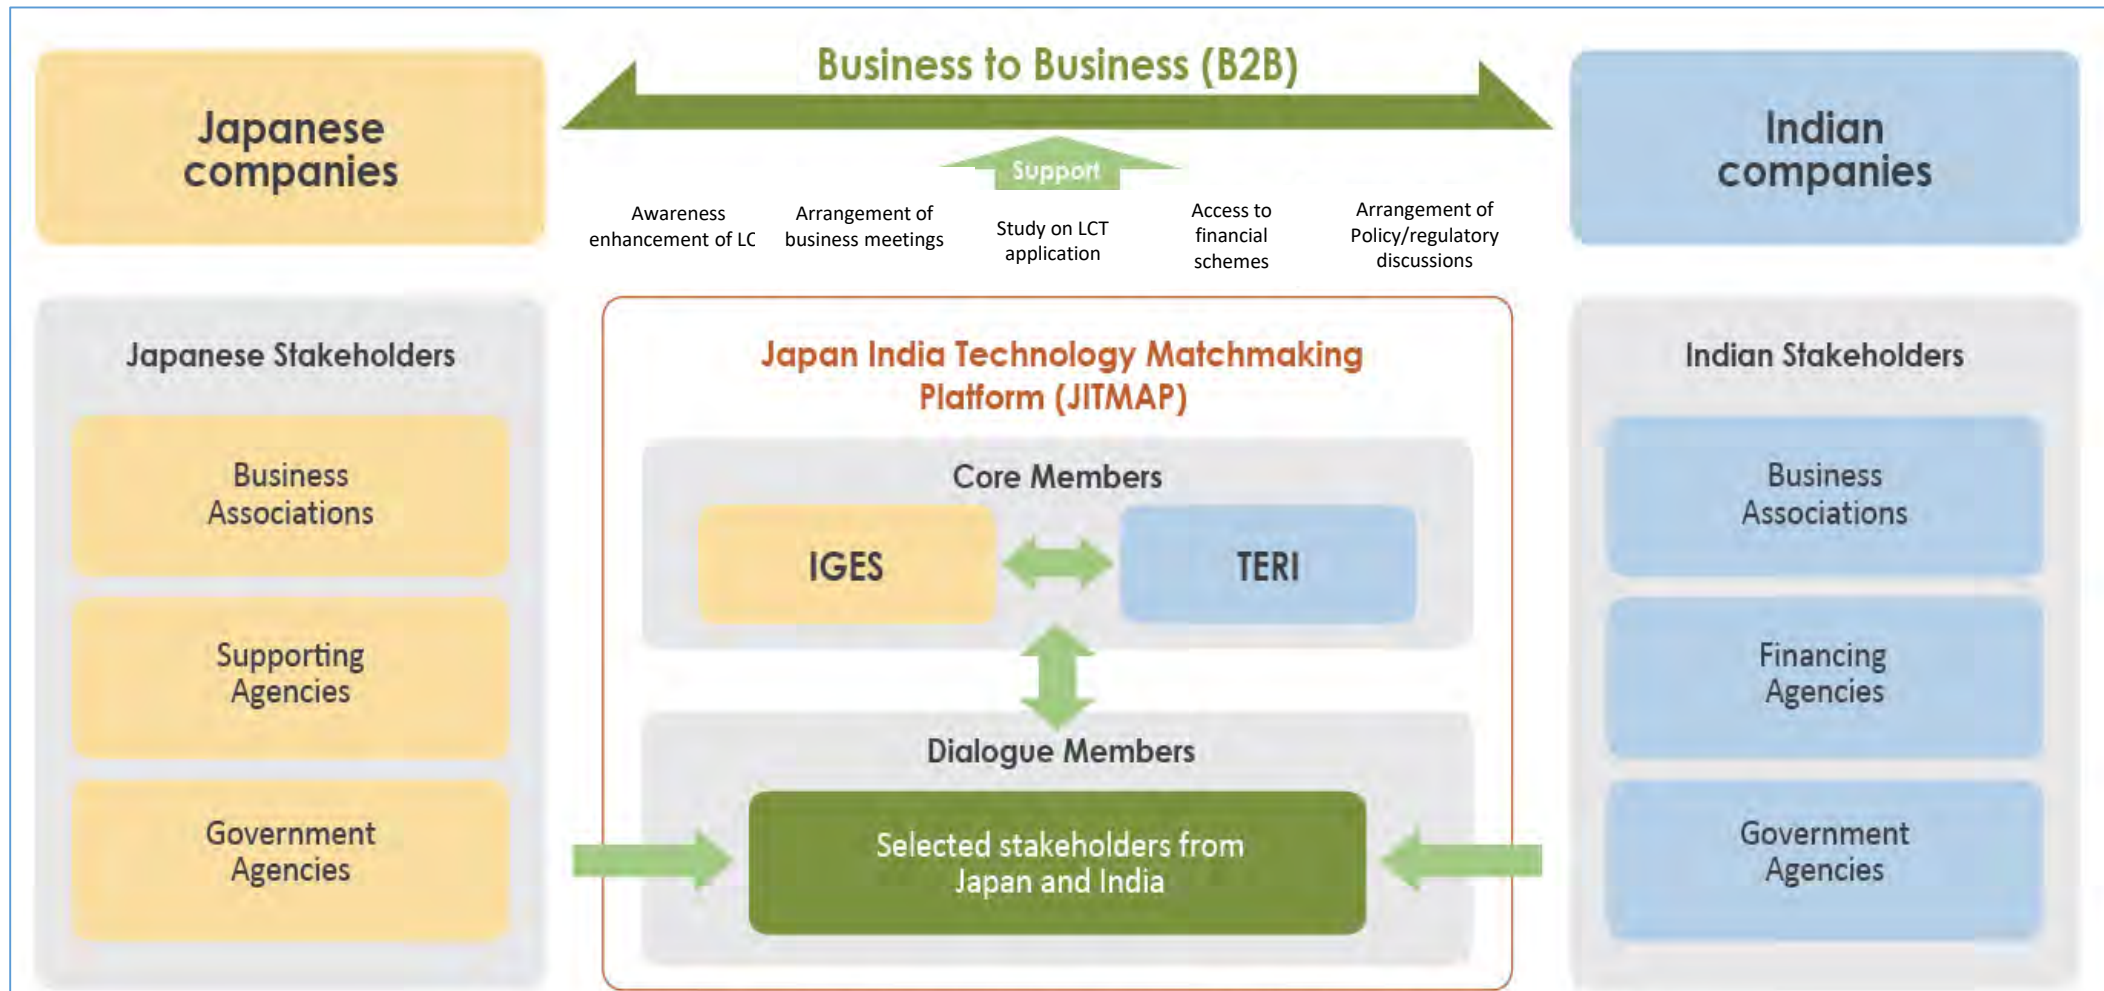 Business to Business (B2B)
Japanese
companies
Indian
companies
Support
Awareness
enhancement of LC
Arrangement of
business meetings
Study on LCT
application
Access to
financial
schemes
Arrangement of
Policy/regulatory
discussions
Japanese Stakeholders
Business
Associations
Supporting
Agencies
Government
Agencies
Japan India Technology Matchmaking
Platform (JITMAP)
Core Members
IGES
TERI
Dialogue Members
Selected stakeholders from
Japan and India
Indian Stakeholders
Business
Associations
Financing
Agencies
Government
Agencies